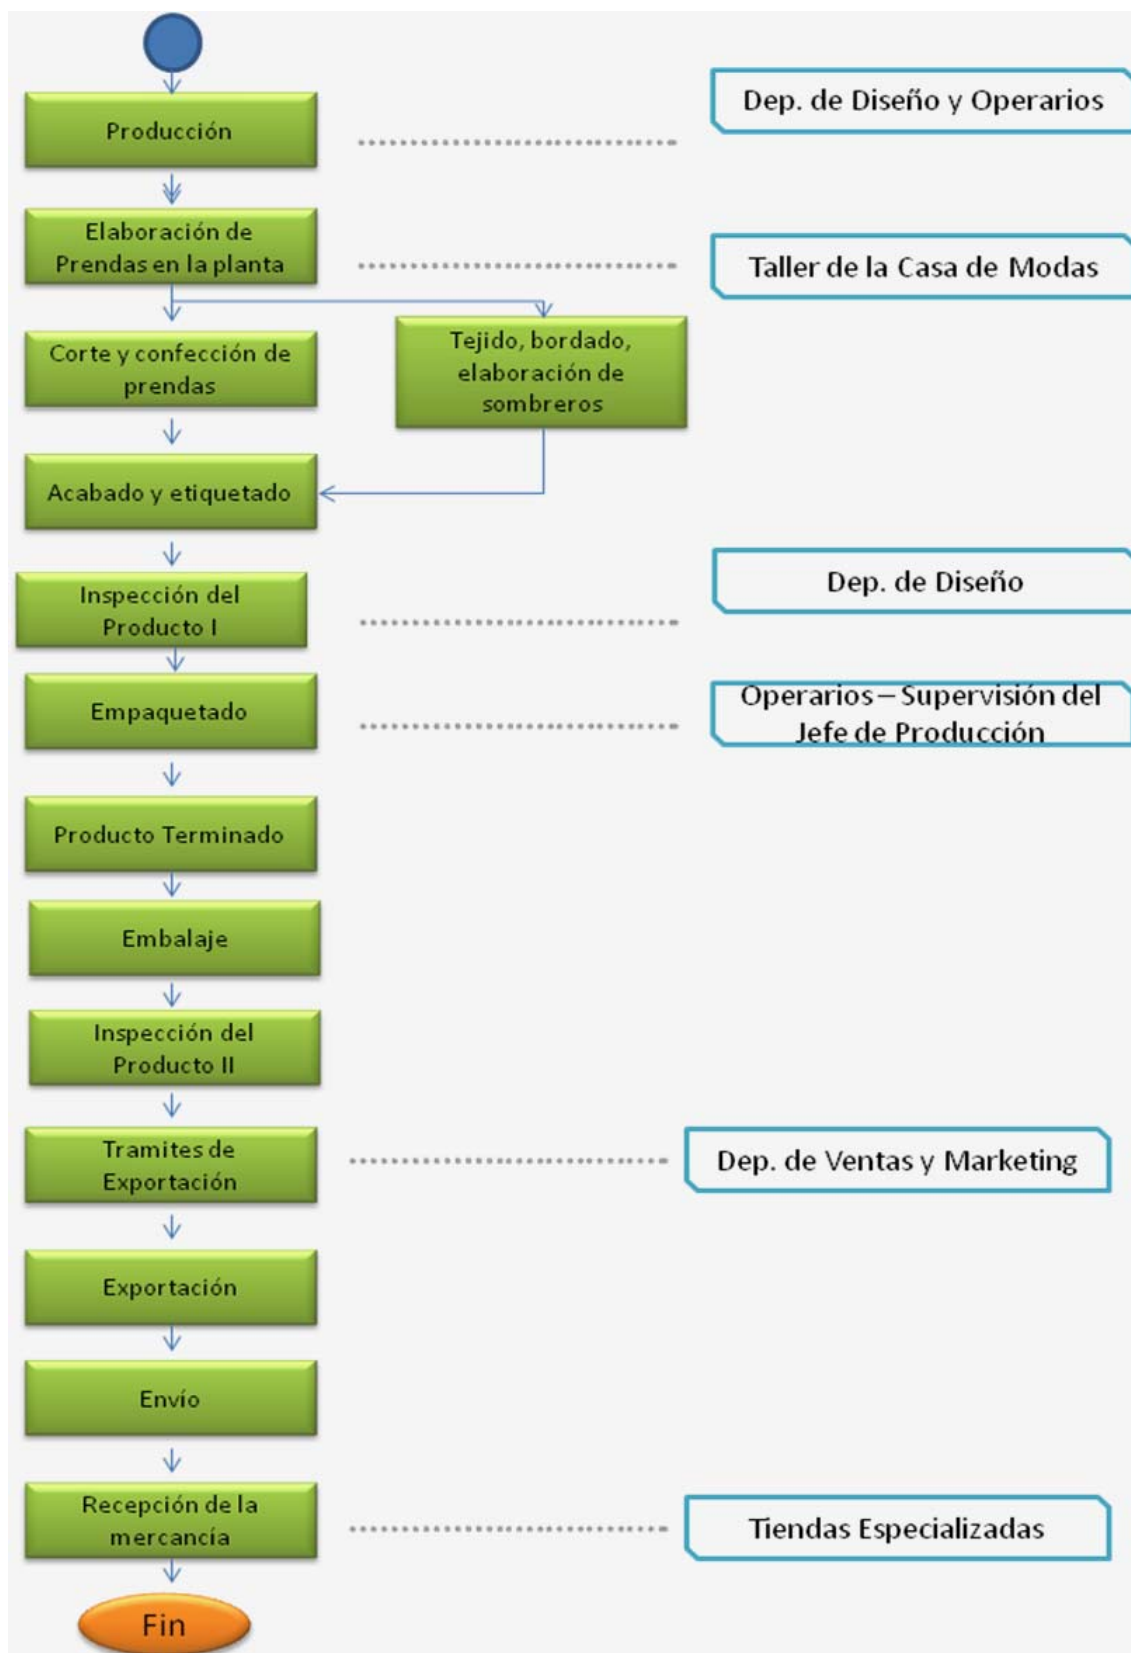 Producción
Dep. de Diseño y Operarios
Elaboración de
Prendas en la planta
Taller de la Casa de Modas
Corte y confección de
prendas
Tejido, bordado,
elaboración de
sombreros
Acabado y etiquetado
Inspección del
Producto I
Dep. de Diseño
Empaquetado
Operarios – Supervisión del
Jefe de Producción
Producto Terminado
Embalaje
Inspección del
Producto II
Tramites de
Exportación
Dep. de Ventas y Marketing
Exportación
Envío
Recepción de la
mercancía
Tiendas Especializadas
Fin